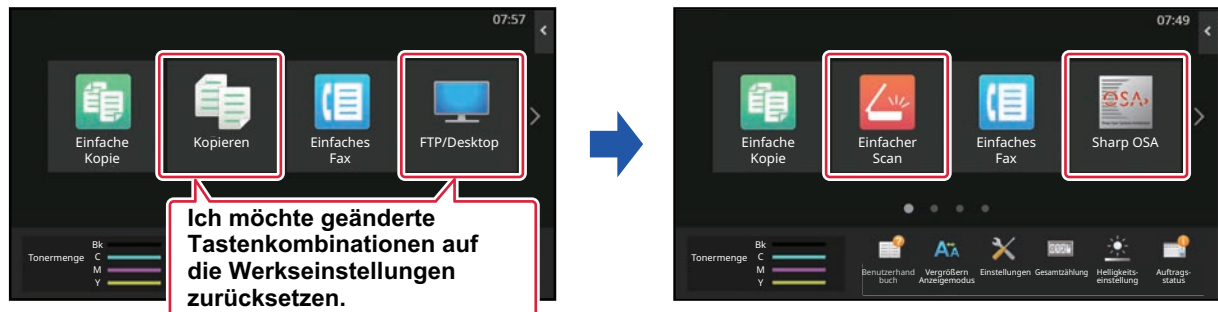 07:57
Einfache
Kopie
Kopieren
Einfaches
Fax
FTP/Desktop
Ich möchte geänderte
Tastenkombinationen auf
die Werkseinstellungen
zurücksetzen.
Tonermenge
Bk
C
M
Y
07:49
Einfache
Kopie
Einfacher
Scan
Einfaches
Fax
OSA
Sharp OSA
Tonermenge
Bk
C
M
Y
Benutzerhand
buch
Vergrößern
Anzeigemodus
Einstellungen
Gesamtzählung
Helligkeits-
einstellung
Auftrags-
status